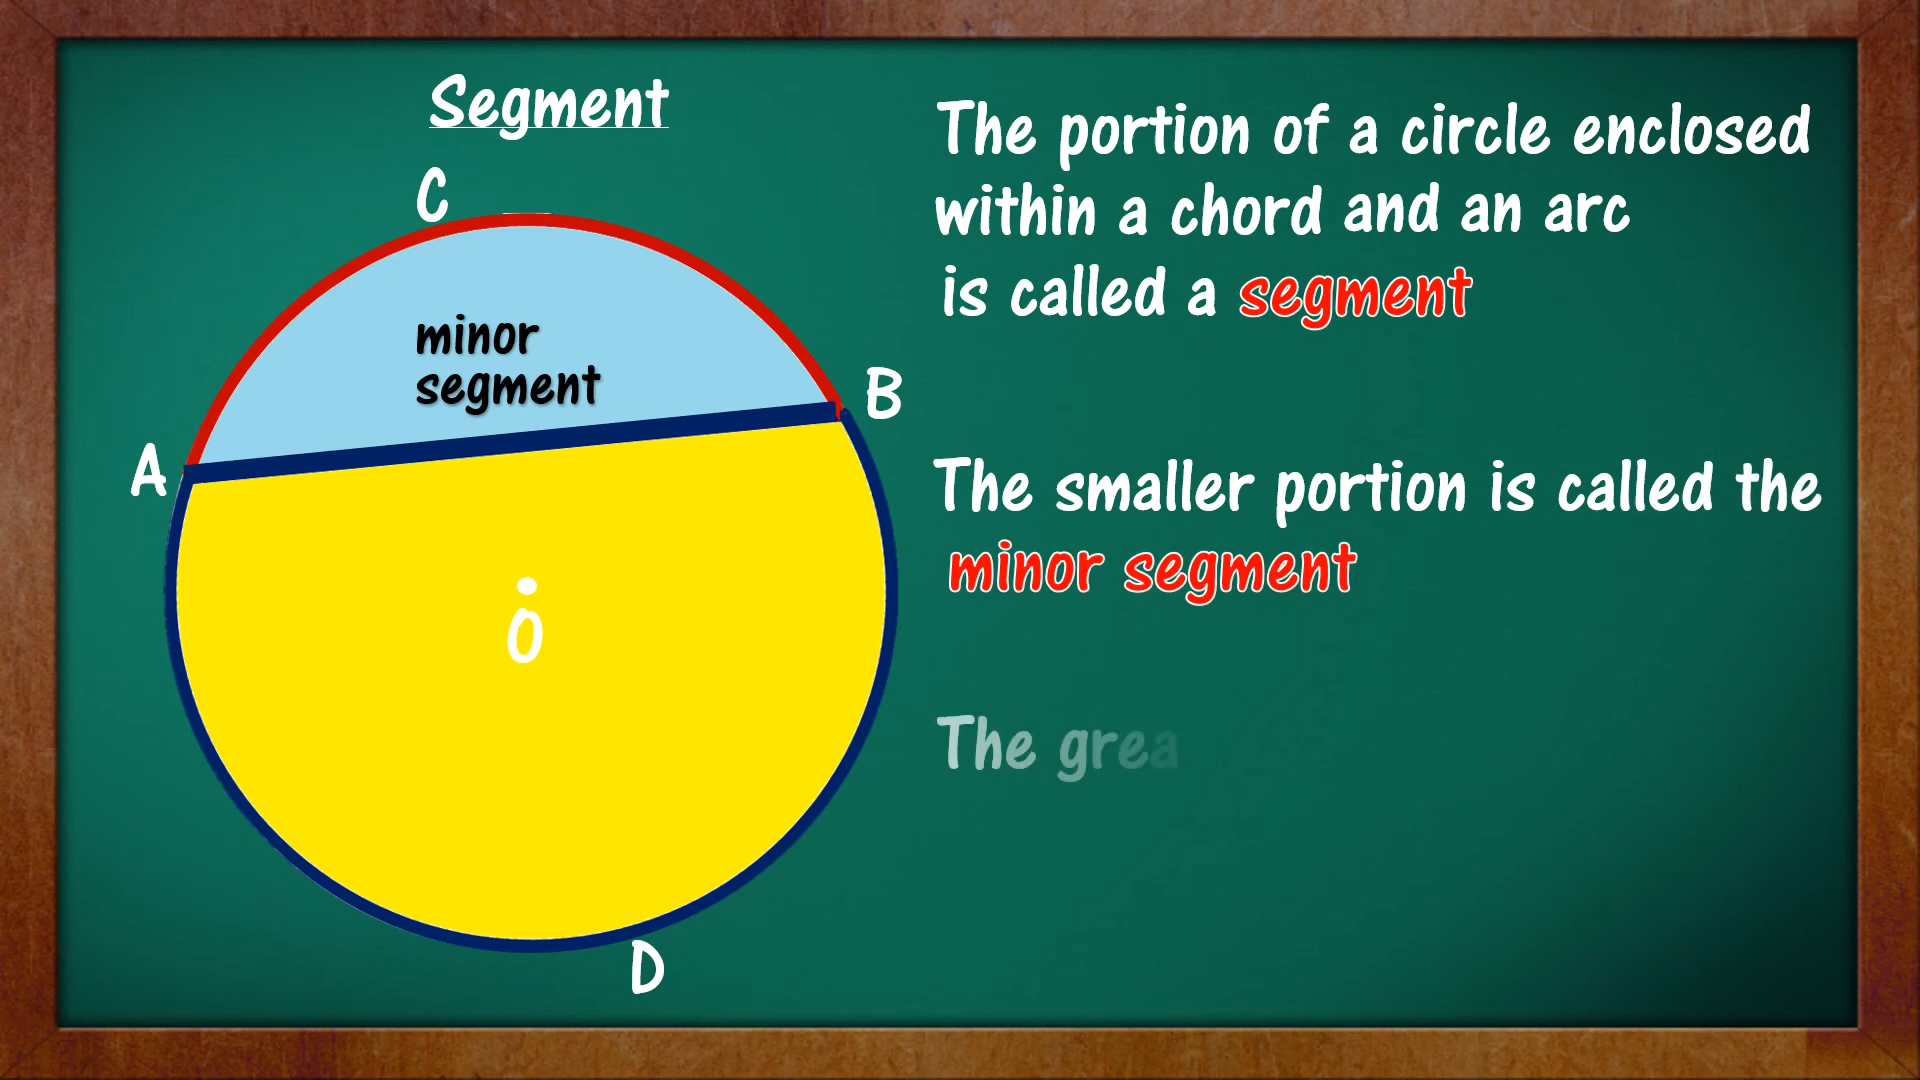 Segment
C
minor
segment
B
A
O
D
The portion of a circle enclosed
within a chord and an arc
is called a segment
The smaller portion is called the
minor segment
The grea